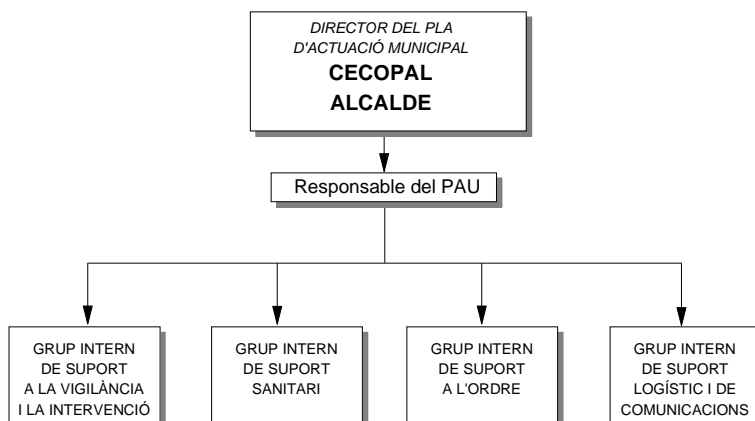 DIRECTOR DEL PLA
D'ACTUACIÓ MUNICIPAL
CECOPAL
ALCALDE
Responsable del PAU
GRUP INTERN
DE SUPORT
A LA VIGILÀNCIA
I LA INTERVENCIÓ
GRUP INTERN
DE SUPORT
SANITARI
GRUP INTERN
DE SUPORT
A L'ORDRE
GRUP INTERN
DE SUPORT
LOGÍSTIC I DE
COMUNICACIONS